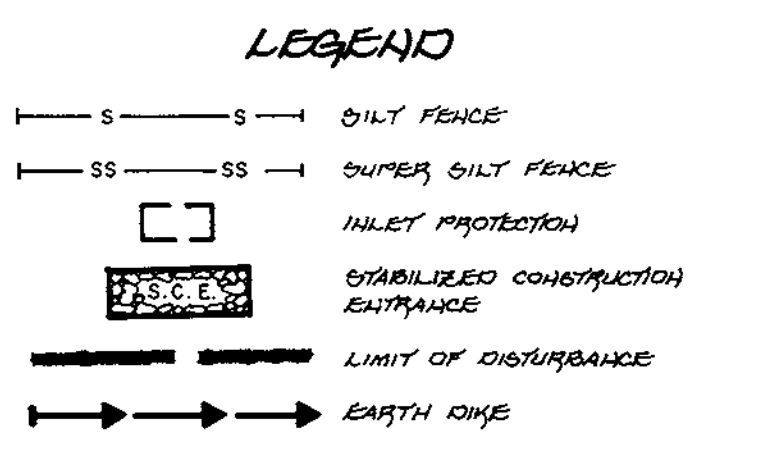 LEGEND
S S SILT FENCE
SS SS SUPER SILT FENCE
INLET PROTECTION
S.C.E. STABILIZED CONSTRUCTION
ENTRANCE
LIMIT OF DISTURBANCE
EARTH DIKE